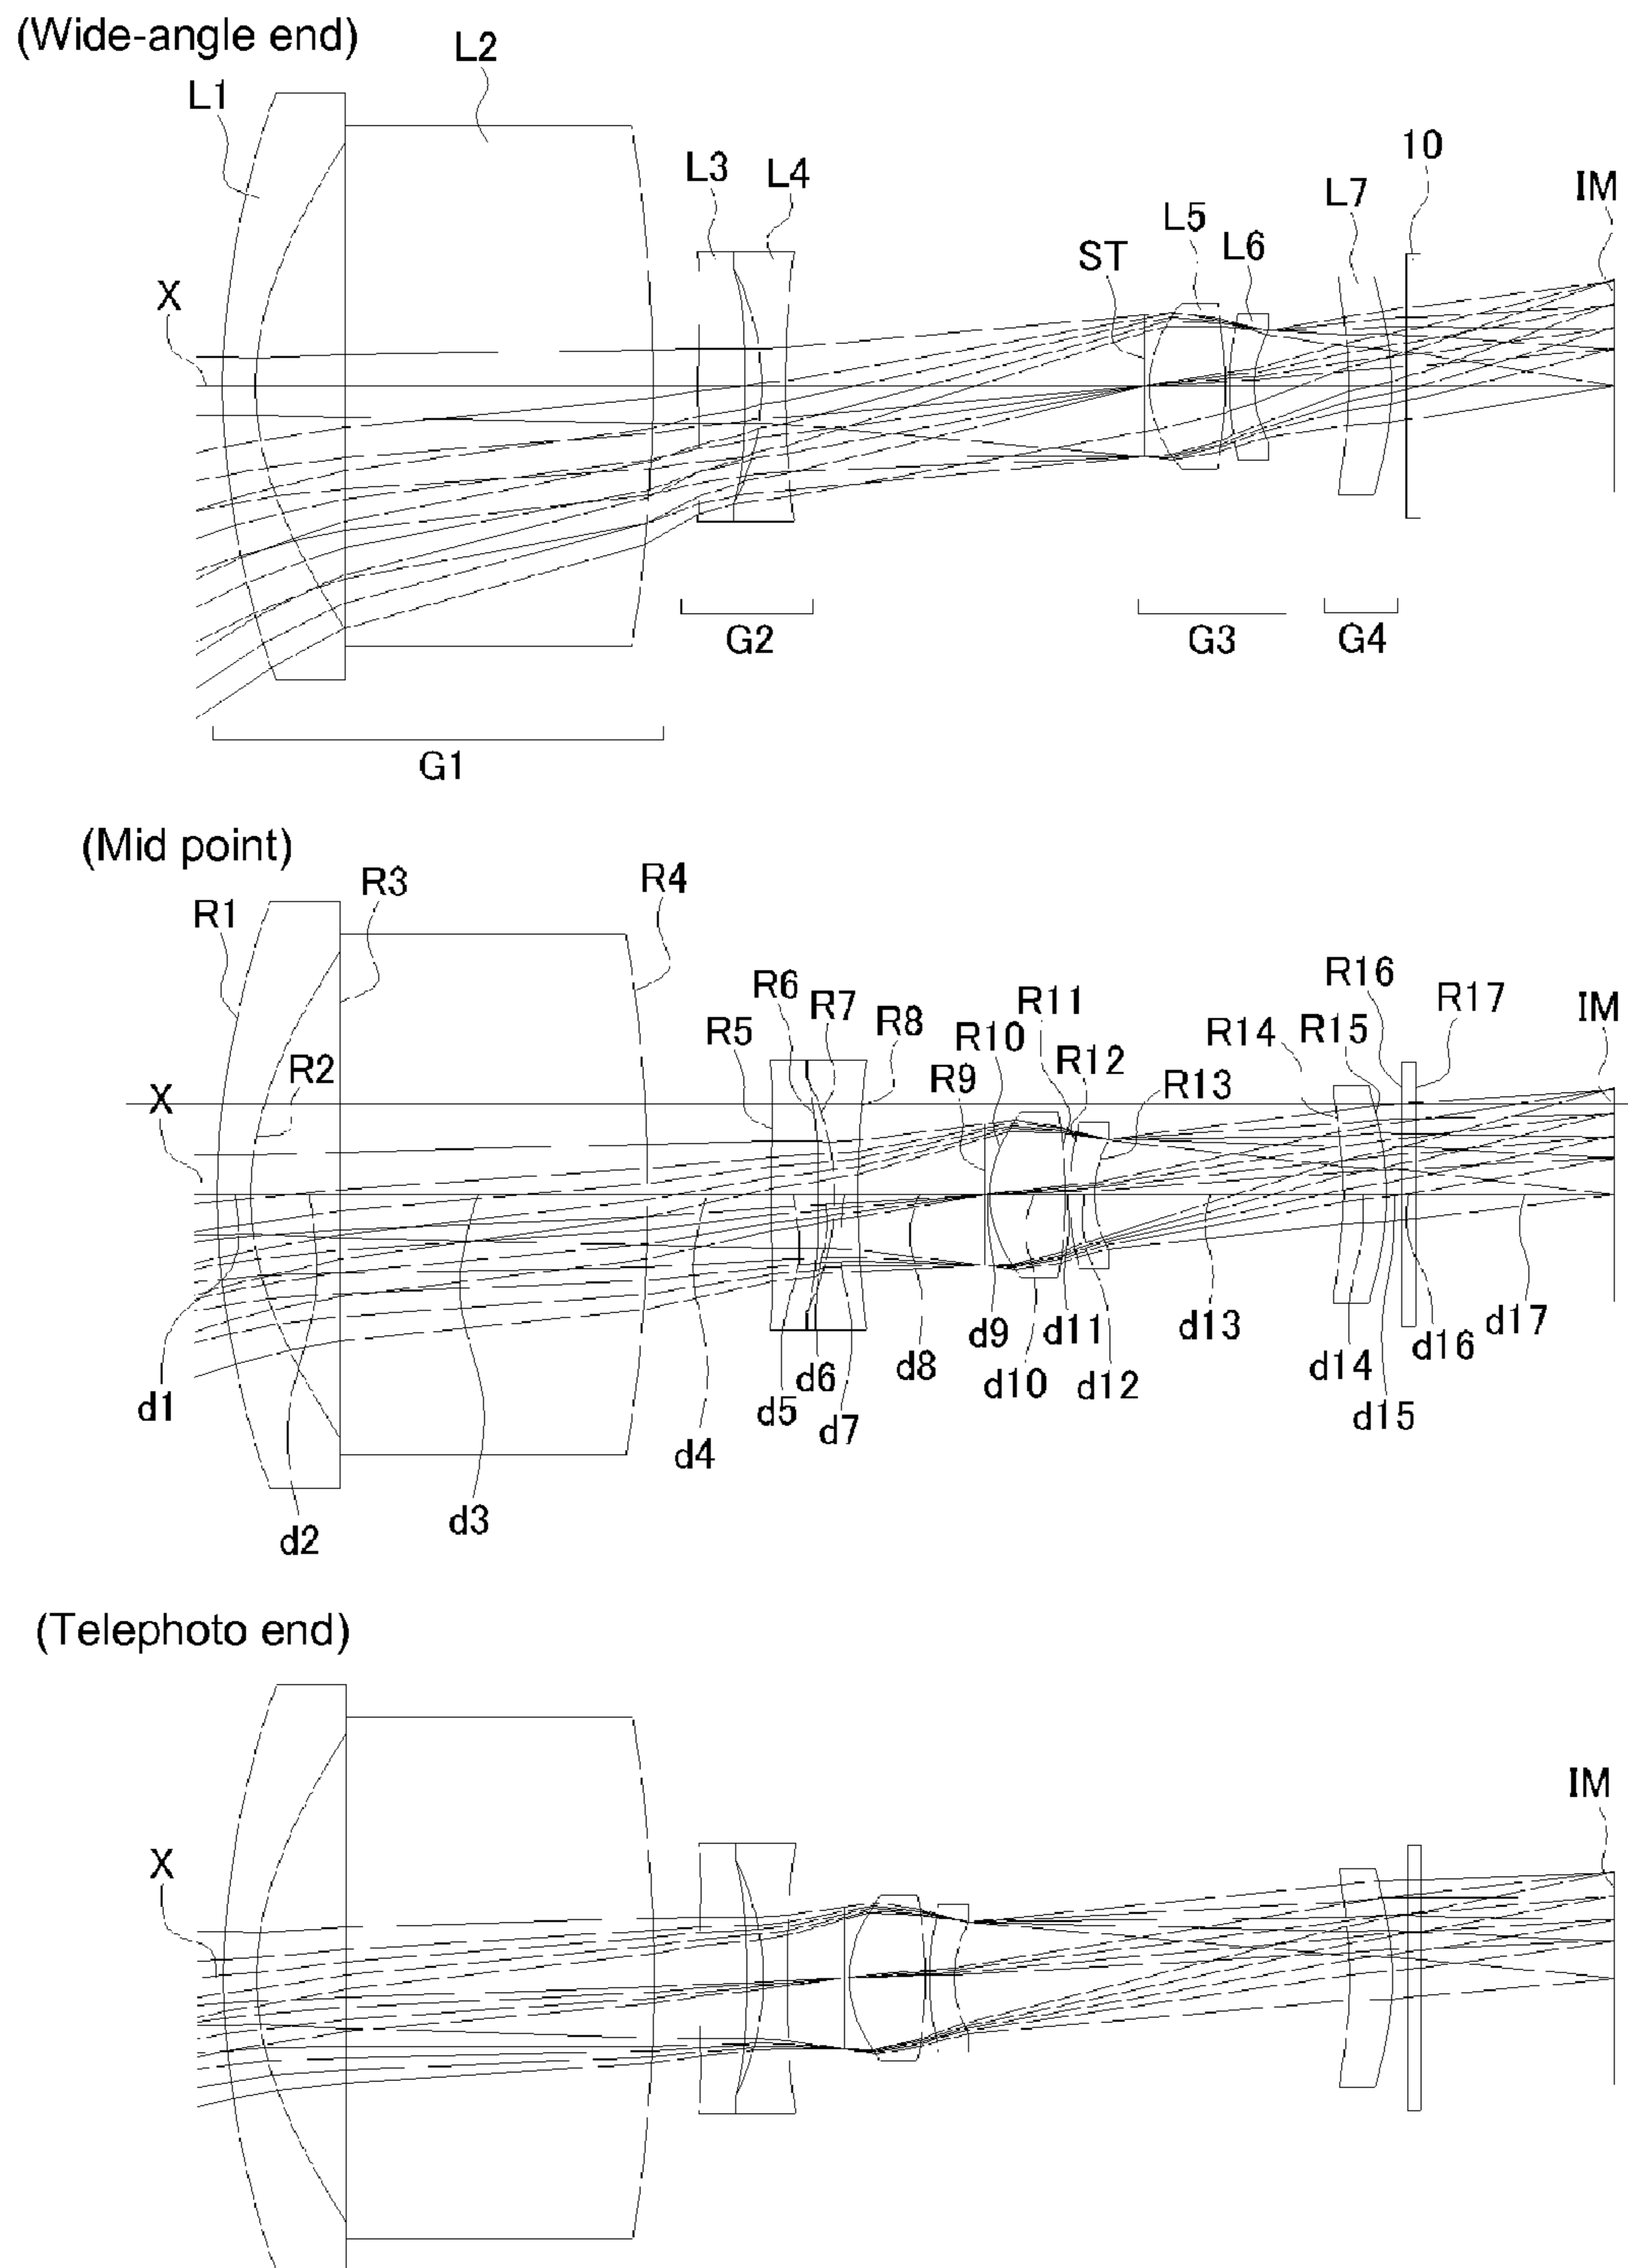 (Wide-angle end)
L2
L1
10
L3
L4
IM
L7
L5
L6
ST
X
G2
G3
G4
G1
(Mid point)
R3
R4
R1
R16
R6
R17
IM
R7
R11
R8
R14
R15
R5
R10
R12
R2
R9
R13
X
d13
d17
d9
d11
d16
d8
d14
d6
d10
d12
d1
d5
d15
d7
d4
d3
d2
(Telephoto end)
IM
X